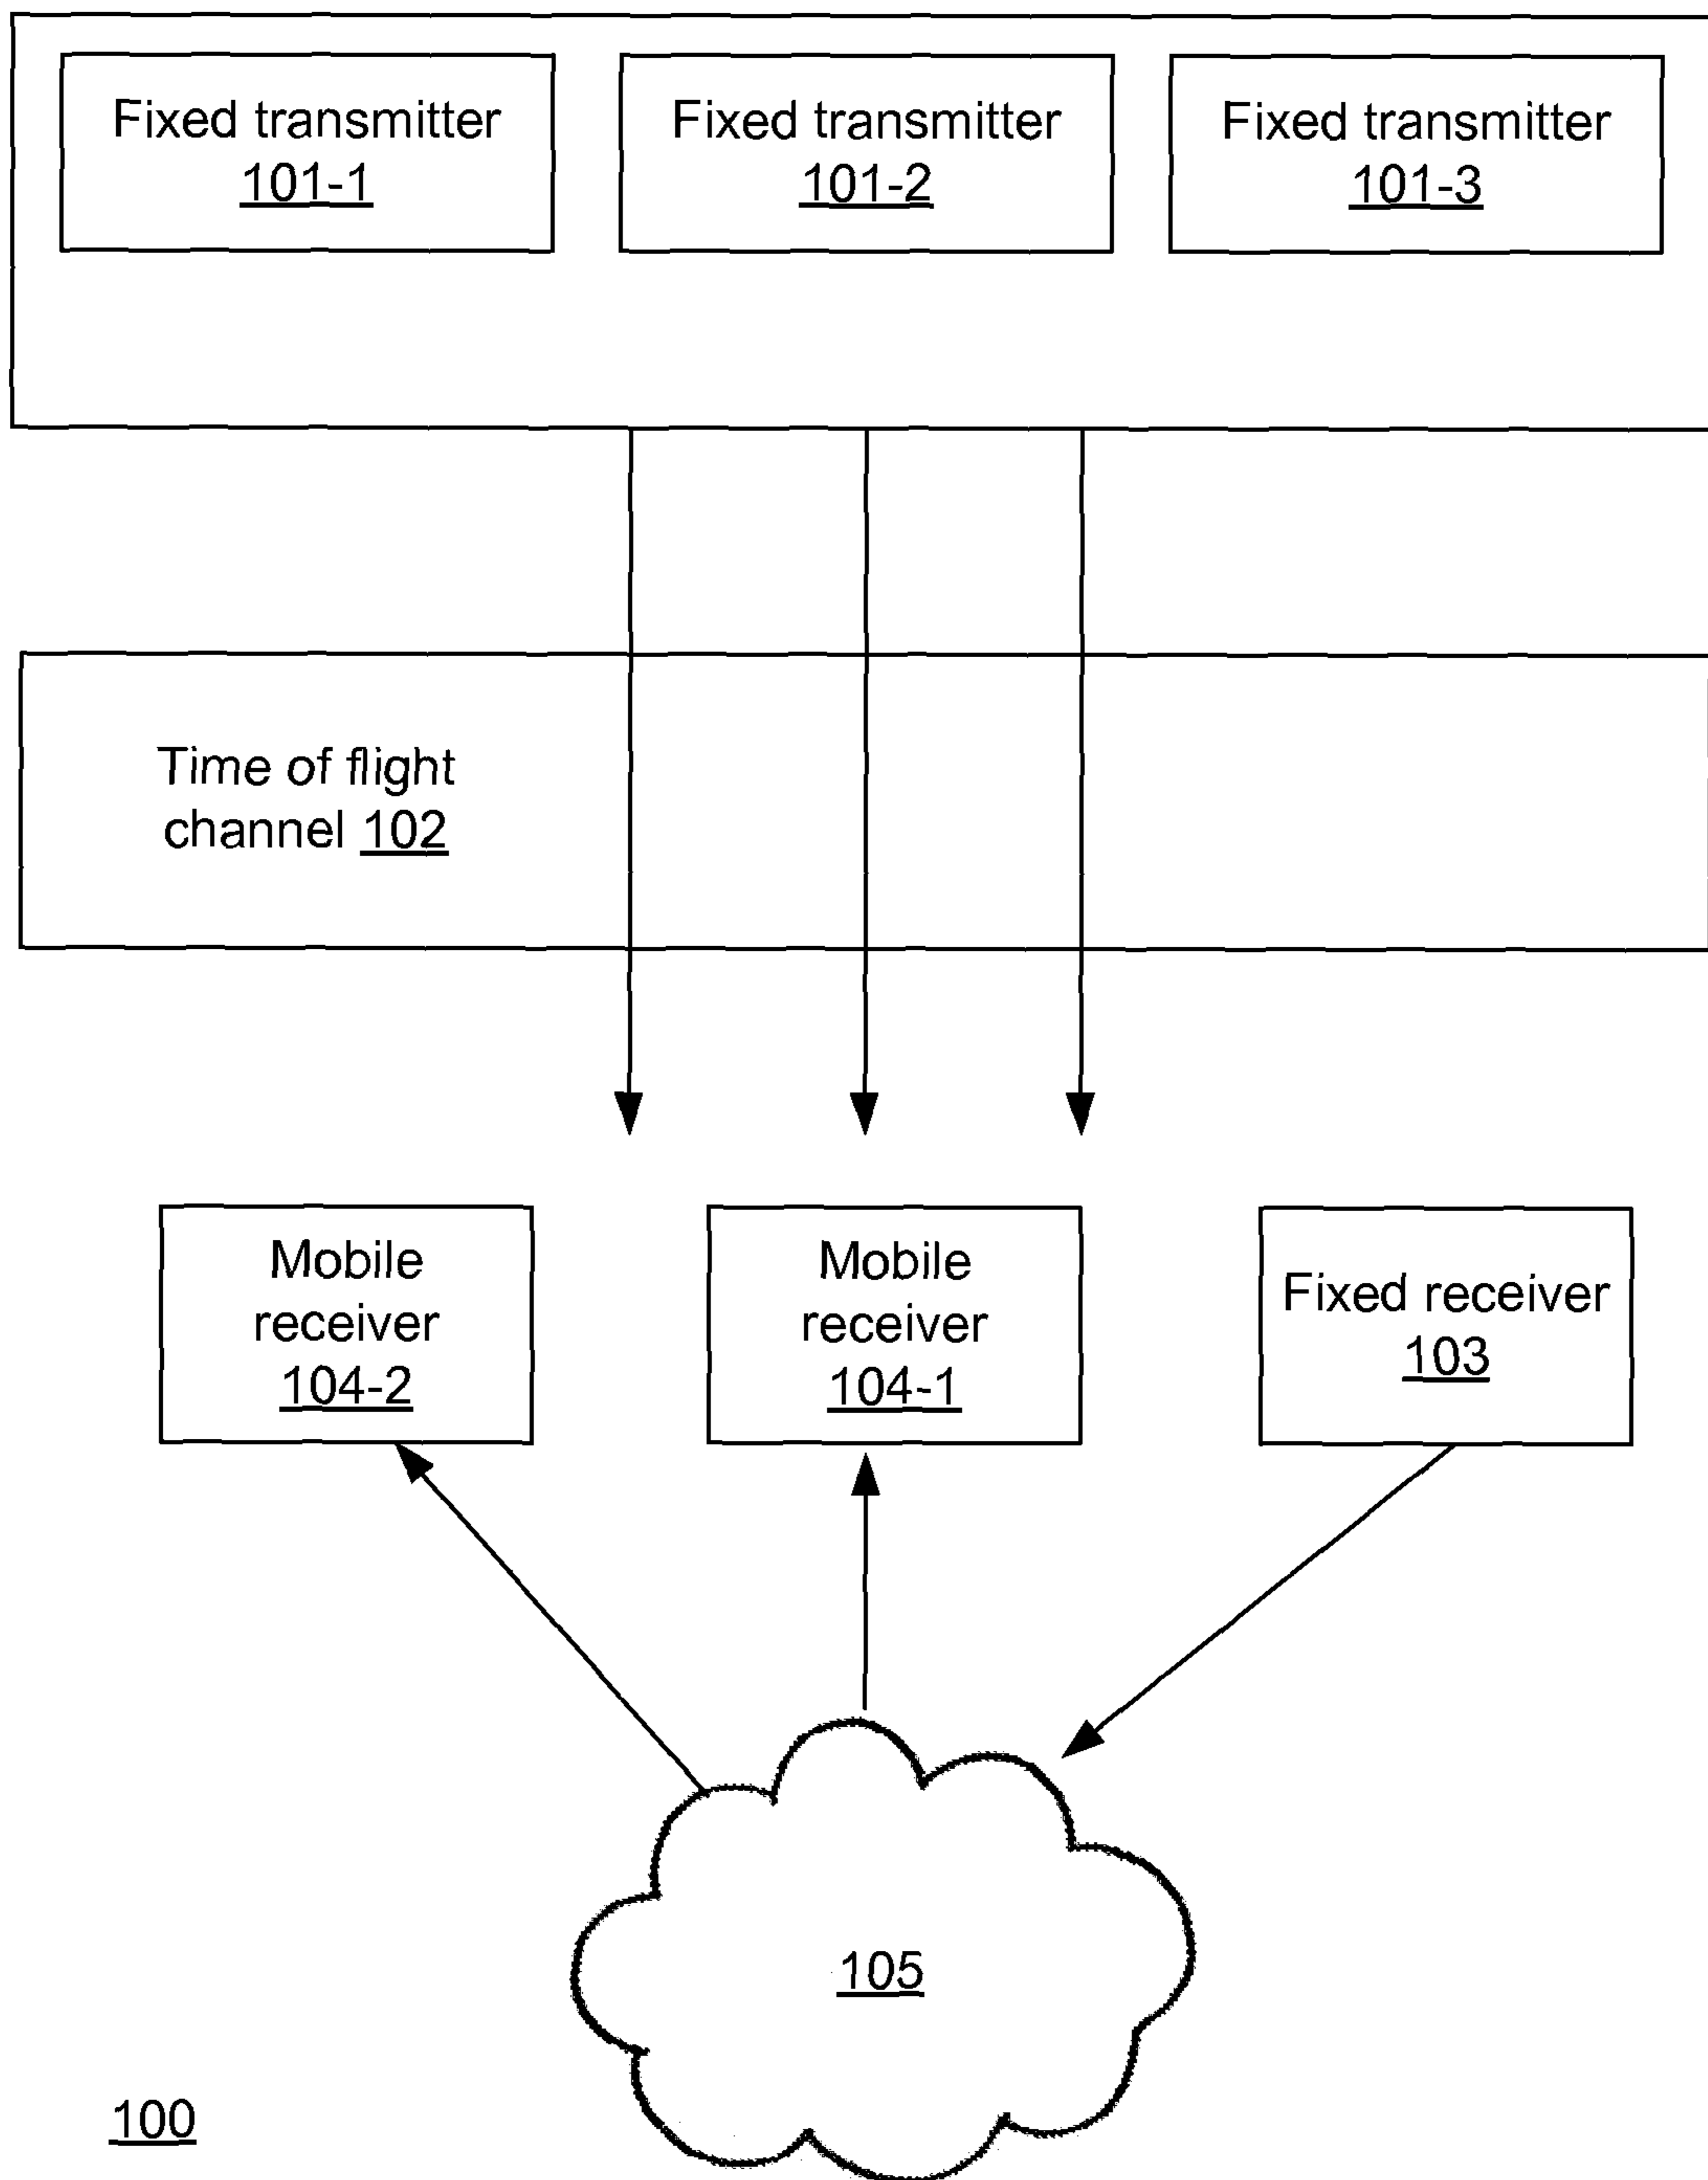 Fixed transmitter
101-1
Fixed transmitter
101-2
Fixed transmitter
101-3
Time of flight
channel 102
Mobile
receiver
104-2
Mobile
receiver
104-1
Fixed receiver
103
105
100